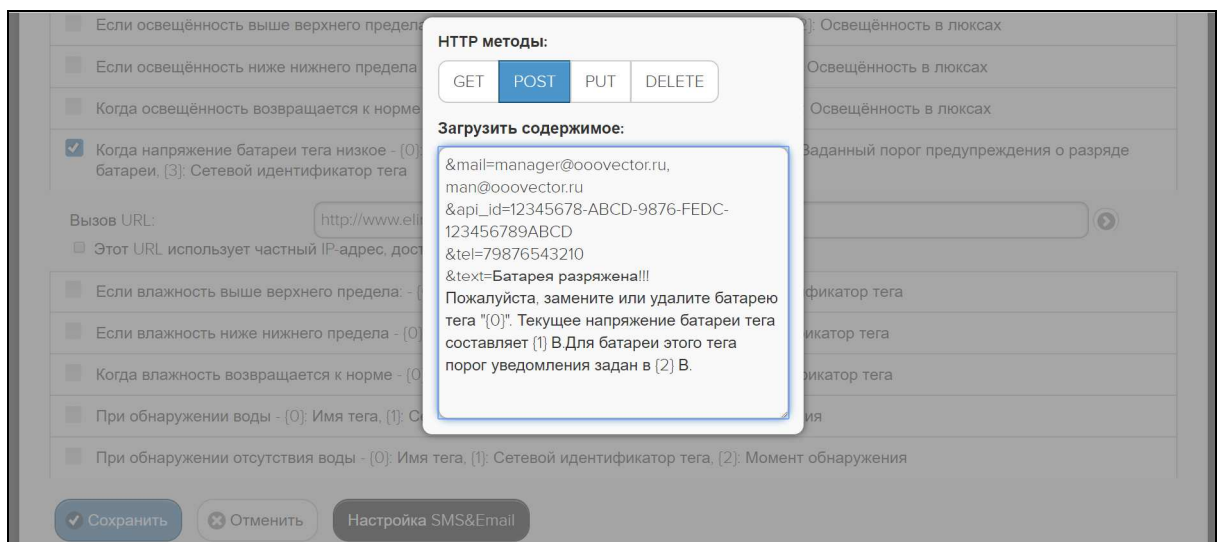 Если освещённость выше верхнего предела
]: Освещённость в люксах
Если освещённость ниже нижнего предела
Освещённость в люксах
Когда освещённость возвращается к норме
Освещённость в люксах
Когда напряжение батареи тега низкое - {0}
Заданный порог предупреждения о разряде
батареи, {3}: Сетевой идентификатор тега
Вызов URL:
http://www.eli
Этот URL использует частный IP-адрес,
Если влажность выше верхнего предела: -
фикатор тега
Если влажность ниже нижнего предела - {0}
икатор тега
Когда влажность возвращается к норме - {0
фикатор тега
При обнаружении воды - {0}: Имя тега, {1}:
ия
При обнаружении отсутствия воды - {0}: Имя тега, {1}: Сетевой идентификатор тега, {2}: Момент обнаружения
Сохранить
Отменить
Настройка SMS&Email
HTTP методы:
GET POST PUT DELETE
Загрузить содержимое:
&mail=manager@ooovector.ru,
man@ooovector.ru
&api_id=12345678-ABCD-9876-FEDC-
123456789ABCD
&tel=79876543210
&text=Батарея разряжена!!!
Пожалуйста, замените или удалите батарею
тега "{0}". Текущее напряжение батареи тега
составляет {1} В.Для батареи этого тега
порог уведомления задан в {2} В.